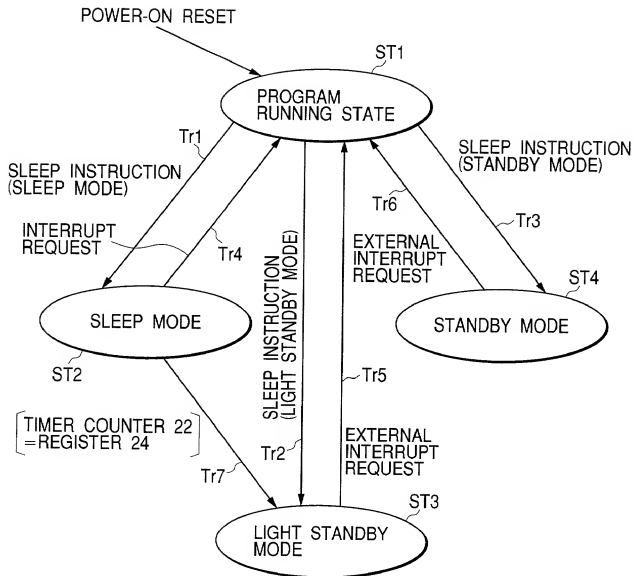 POWER-ON RESET
ST1
PROGRAM
RUNNING STATE
Tr1
SLEEP INSTRUCTION
(SLEEP MODE)
SLEEP INSTRUCTION
(STANDBY MODE)
Tr6
Tr3
INTERRUPT
REQUEST
Tr4
EXTERNAL
INTERRUPT
REQUEST
SLEEP INSTRUCTION
(LIGHT STANDBY MODE)
ST4
SLEEP MODE
STANDBY MODE
ST2
Tr5
[TIMER COUNTER 22
=REGISTER 24]
Tr2
EXTERNAL
INTERRUPT
REQUEST
Tr7
ST3
LIGHT STANDBY
MODE